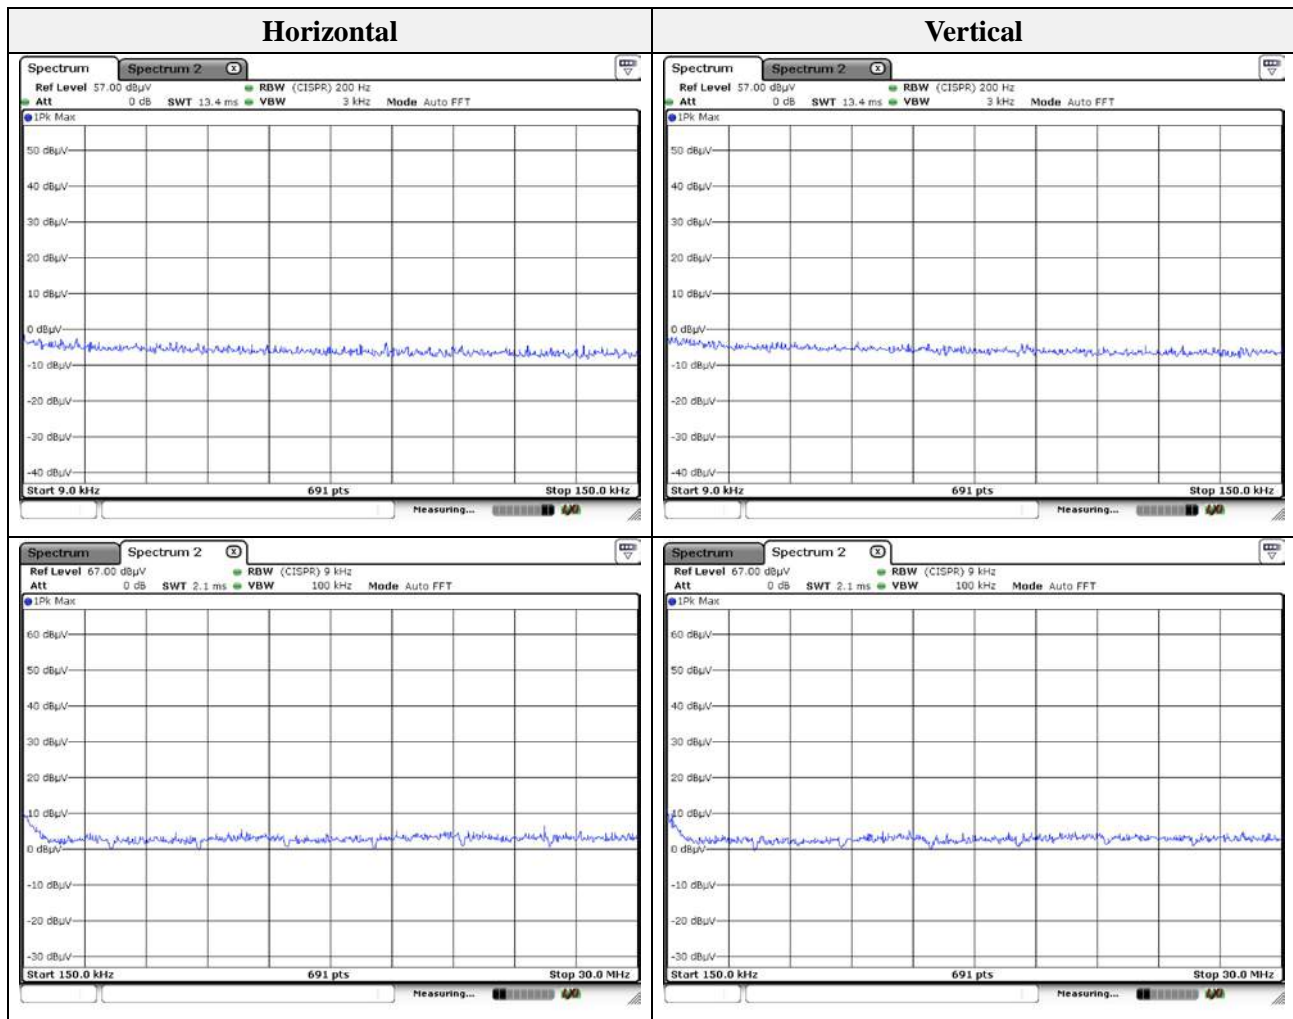 Horizontal Vertical
Spectrum Spectrum 2 X
Ref Level 57.00 dBµV RBW (CISPR) 200 Hz
Att 0 dB SWT 13.4 ms VBW 3 kHz Mode Auto FFT
1Pk Max
50 dBµV
40 dBµV
30 dBµV
20 dBµV
10 dBµV
0 dBµV
-10 dBµV
-20 dBµV
-30 dBµV
-40 dBµV
Start 9.0 kHz 691 pts Stop 150.0 kHz
Measuring...
Spectrum Spectrum 2 X
Ref Level 57.00 dBµV RBW (CISPR) 200 Hz
Att 0 dB SWT 13.4 ms VBW 3 kHz Mode Auto FFT
1Pk Max
50 dBµV
40 dBµV
30 dBµV
20 dBµV
10 dBµV
0 dBµV
-10 dBµV
-20 dBµV
-30 dBµV
-40 dBµV
Start 9.0 kHz 691 pts Stop 150.0 kHz
Measuring...
Spectrum Spectrum 2 X
Ref Level 67.00 dBµV RBW (CISPR) 9 kHz
Att 0 dB SWT 2.1 ms VBW 100 kHz Mode Auto FFT
1Pk Max
60 dBµV
50 dBµV
40 dBµV
30 dBµV
20 dBµV
10 dBµV
0 dBµV
-10 dBµV
-20 dBµV
-30 dBµV
Start 150.0 kHz 691 pts Stop 30.0 MHz
Measuring...
Spectrum Spectrum 2 X
Ref Level 67.00 dBµV RBW (CISPR) 9 kHz
Att 0 dB SWT 2.1 ms VBW 100 kHz Mode Auto FFT
1Pk Max
60 dBµV
50 dBµV
40 dBµV
30 dBµV
20 dBµV
10 dBµV
0 dBµV
-10 dBµV
-20 dBµV
-30 dBµV
Start 150.0 kHz 691 pts Stop 30.0 MHz
Measuring...